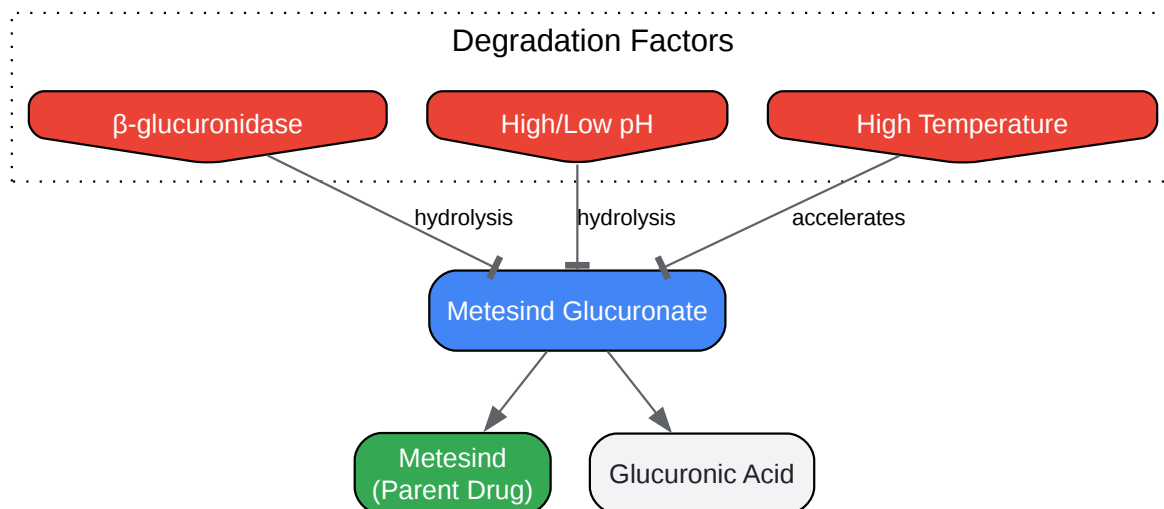 Degradation Factors
β-glucuronidase
High/Low pH
High Temperature
hydrolysis
hydrolysis
accelerates
Metesind Glucuronate
Metesind
(Parent Drug)
Glucuronic Acid